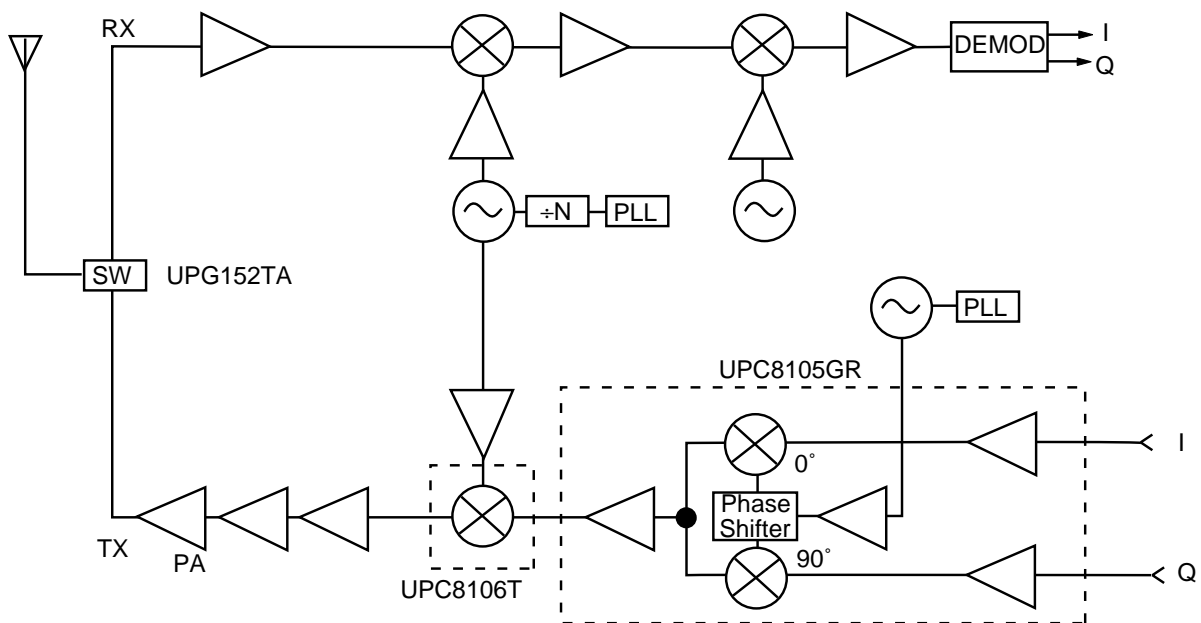 RX
DEMOD
I
Q
÷N
PLL
SW
UPG152TA
PLL
UPC8105GR
0°
I
Phase
Shifter
TX
PA
90°
Q
UPC8106T